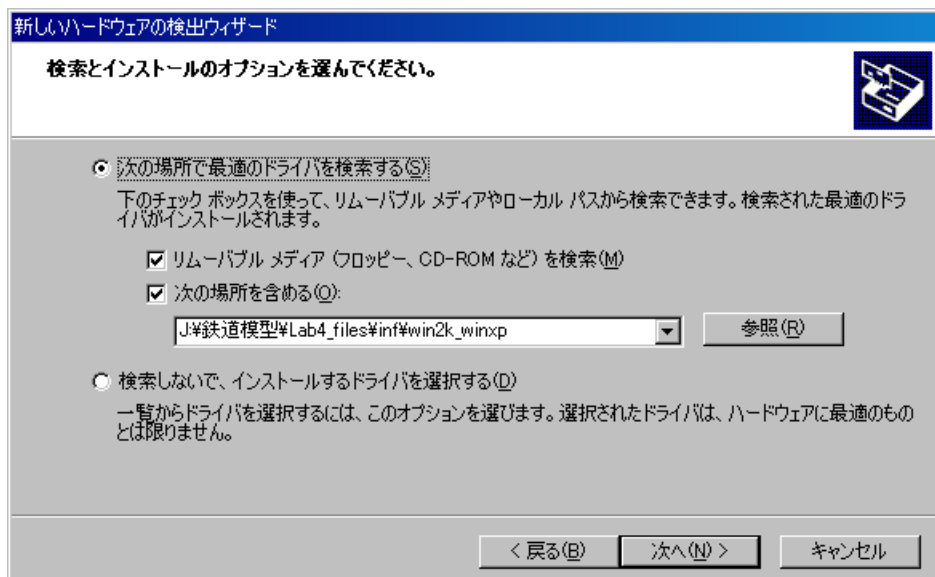 新しいハードウェアの検出ウィザード
検索とインストールのオプションを選んでください。
次の場所で最適のドライバを検索する(S)
下のチェック ボックスを使って、リムーバブル メディアやローカル パスから検索できます。検索された最適のドラ
イバがインストールされます。
リムーバブル メディア (フロッピー、CD-ROM など) を検索(M)
次の場所を含める(O):
J:¥鉄道模型¥Lab4_files¥inf¥win2k_winxp
参照(R)
検索しないで、インストールするドライバを選択する(D)
一覧からドライバを選択するには、このオプションを選びます。選択されたドライバは、ハードウェアに最適のもの
とは限りません。
< 戻る(B) 次へ(N) > キャンセル